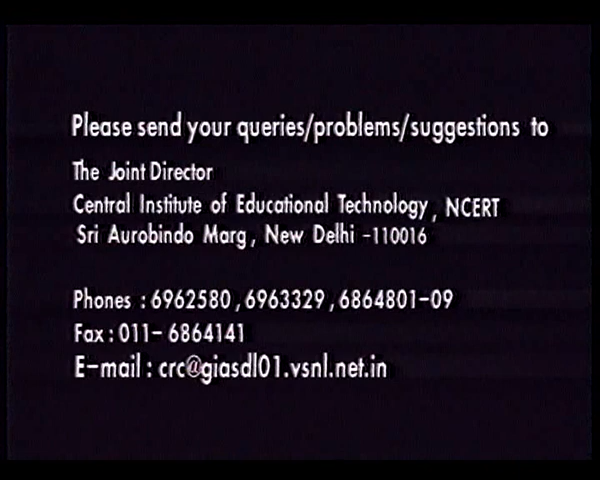 Please send your queries/problems/suggestions to
The Joint Director
Central Institute of Educational Technology, NCERT
Sri Aurobindo Marg, New Delhi -110016
Phones : 6962580, 6963329, 6864801-09
Fax : 011- 6864141
E-mail : crc@giasdl01.vsnl.net.in